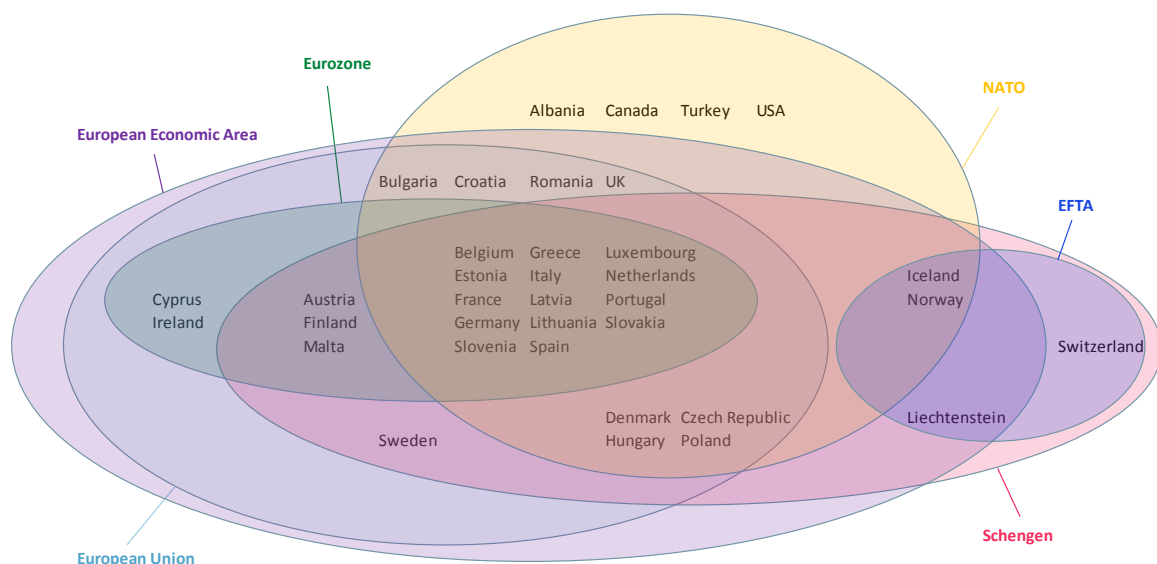 Eurozone
NATO
Albania Canada Turkey USA
European Economic Area
Bulgaria Croatia Romania UK
EFTA
Belgium Greece Luxembourg
Estonia Italy Netherlands
France Latvia Portugal
Germany Lithuania Slovakia
Slovenia Spain
Cyprus
Ireland
Austria
Finland
Malta
Iceland
Norway
Switzerland
Denmark Czech Republic
Hungary Poland
Liechtenstein
Sweden
Schengen
European Union